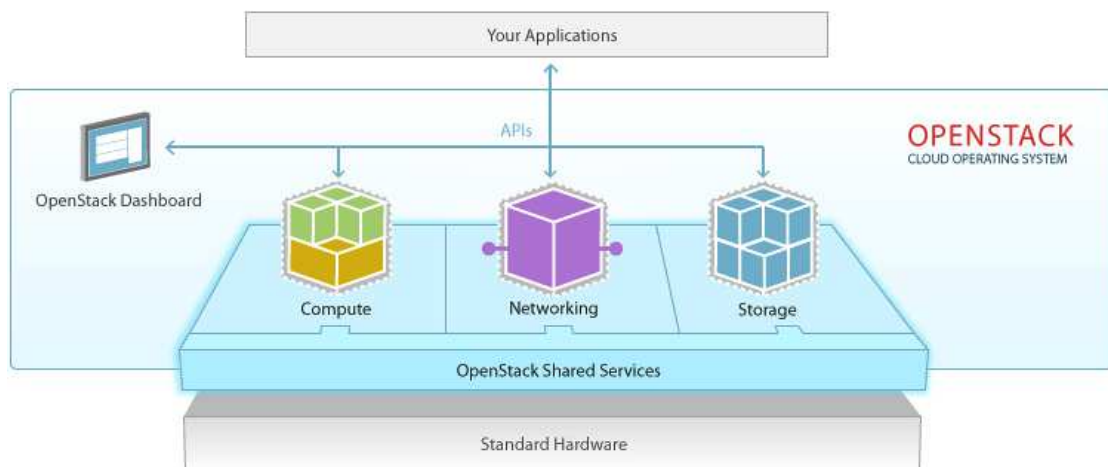 Your Applications
APIs
OPENSTACK
CLOUD OPERATING SYSTEM
OpenStack Dashboard
Compute
Networking
Storage
OpenStack Shared Services
Standard Hardware